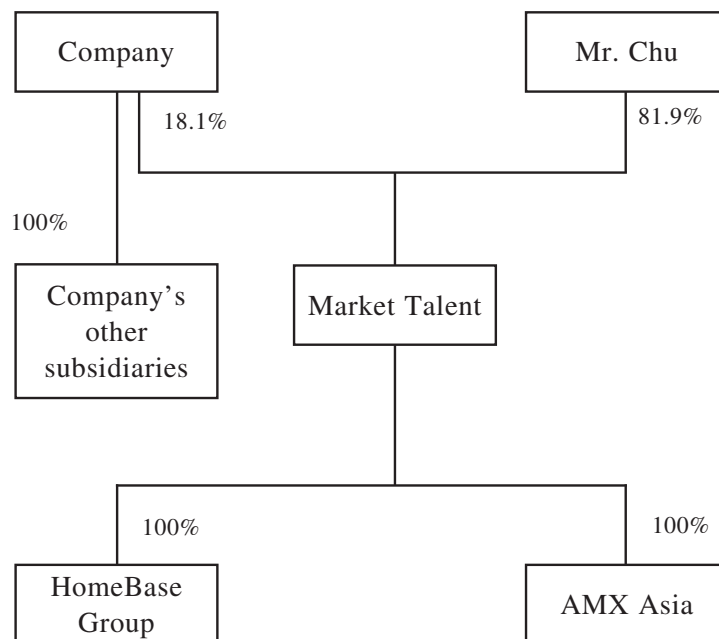 Company
Mr. Chu
18.1%
81.9%
100%
Company's
other
subsidiaries
Market Talent
100%
100%
HomeBase
Group
AMX Asia